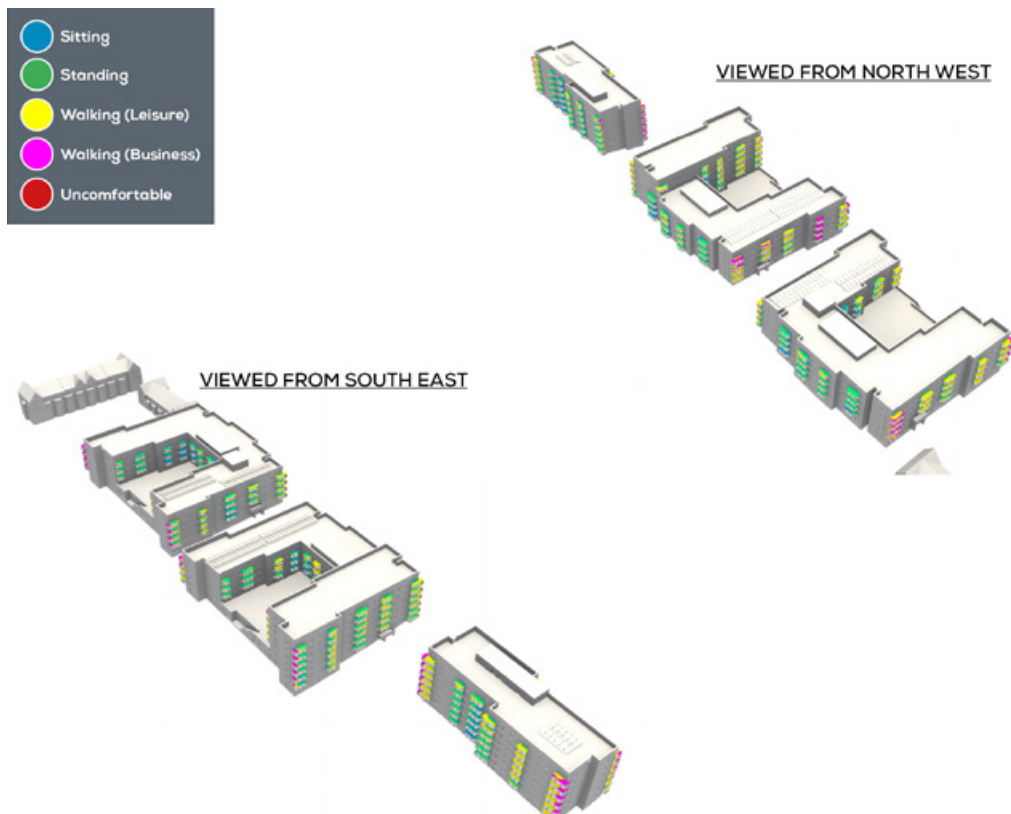 Sitting
Standing
Walking (Leisure)
Walking (Business)
Uncomfortable
VIEWED FROM NORTH WEST
VIEWED FROM SOUTH EAST